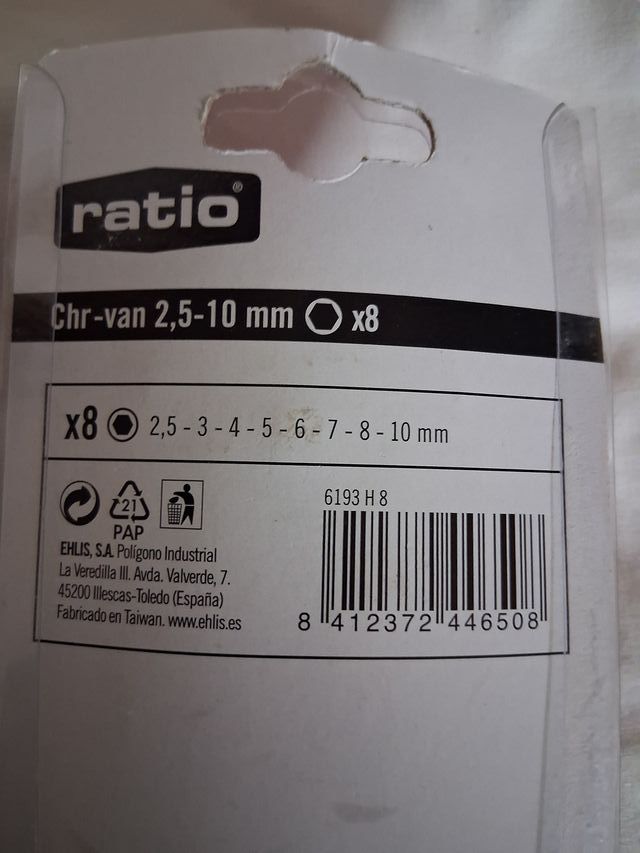 ratio®
Chr-van 2,5-10 mm x8
x8 2,5 - 3 - 4 - 5 - 6 - 7 - 8 - 10 mm
21
PAP
EHLIS, S.A. Polígono Industrial
La Veredilla III. Avda. Valverde, 7.
45200 Illescas-Toledo (España)
Fabricado en Taiwan. www.ehlis.es
6193 H 8
8 412372 446508